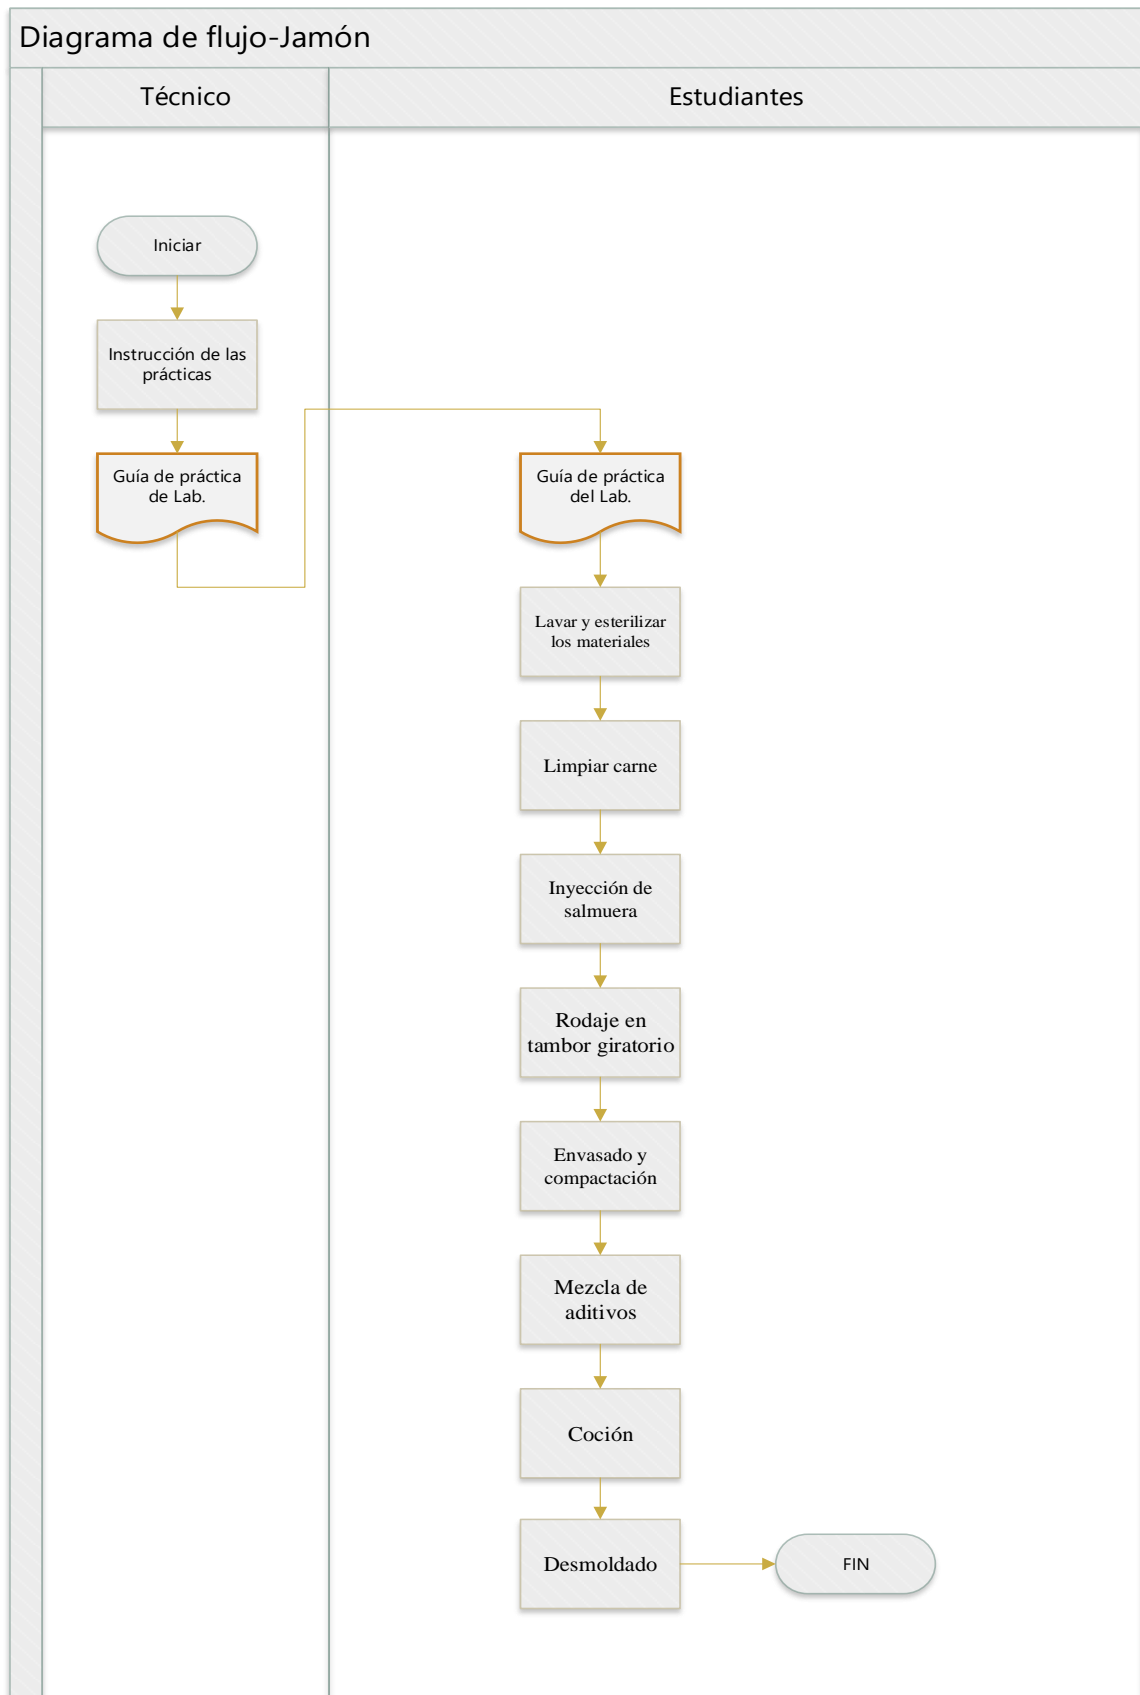 Diagrama de flujo-Jamón
Técnico
Estudiantes
Iniciar
Instrucción de las
prácticas
Guía de práctica
de Lab.
Guía de práctica
del Lab.
Lavar y esterilizar
los materiales
Limpiar carne
Inyección de
salmuera
Rodaje en
tambor giratorio
Envasado y
compactación
Mezcla de
aditivos
Coción
Desmoldado
FIN